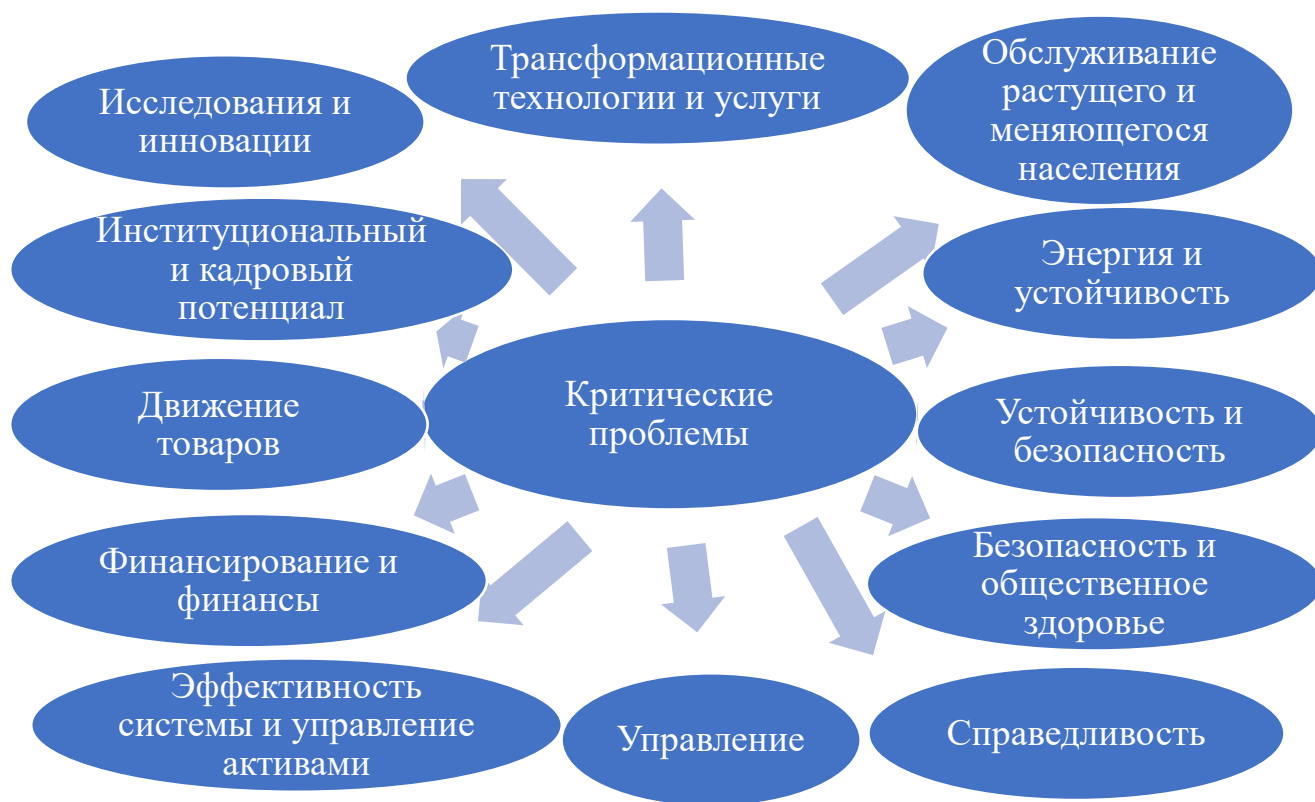 Трансформационные
технологии и услуги
Обслуживание
растущего и
меняющегося
населения
Исследования и
инновации
Институциональный
и кадровый
потенциал
Энергия и
устойчивость
Движение
товаров
Критические
проблемы
Устойчивость и
безопасность
Финансирование и
финансы
Безопасность и
общественное
здоровье
Эффективность
системы и управление
активами
Управление
Справедливость